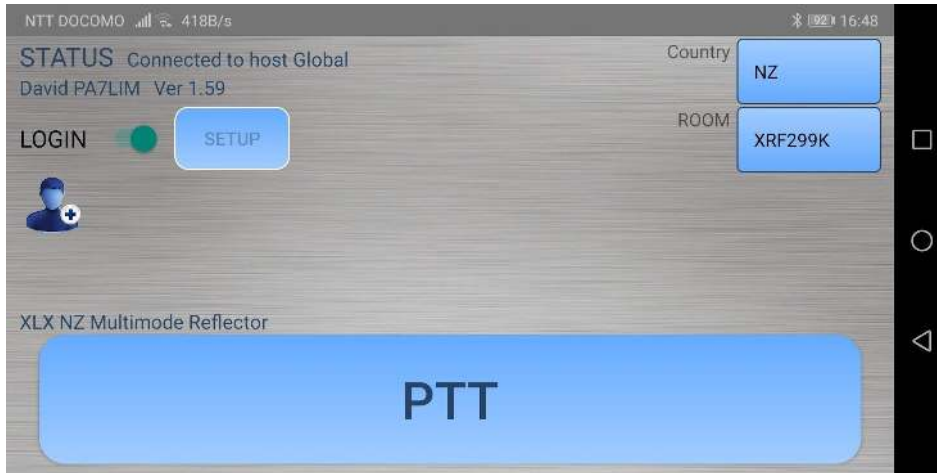 NTT DOCOMO 418B/s 92 16:48
STATUS Connected to host Global
David PA7LIM Ver 1.59
Country NZ
LOGIN SETUP
ROOM XRF299K
XLX NZ Multimode Reflector
PTT